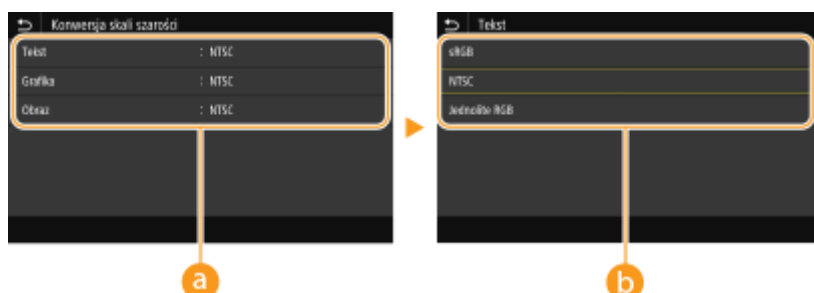 Konwersja skali szarości
Tekst : NTSC
Grafika : NTSC
Obraz : NTSC
a
Tekst
sRGB
NTSC
Jednolite RGB
b